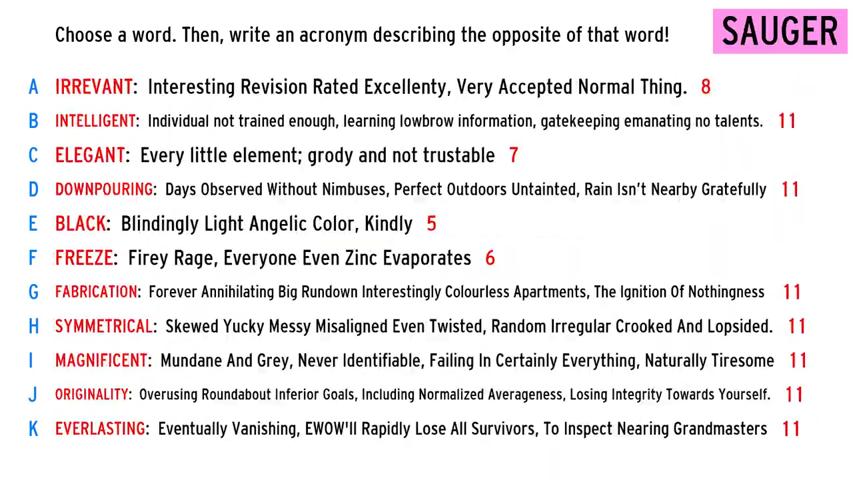 Choose a word. Then, write an acronym describing the opposite of that word! SAUGER
A IRREVANT: Interesting Revision Rated Excellenty, Very Accepted Normal Thing. 8
B INTELLIGENT: Individual not trained enough, learning lowbrow information, gatekeeping emanating no talents. 11
C ELEGANT: Every little element; grody and not trustable 7
D DOWNPOURING: Days Observed Without Nimbuses, Perfect Outdoors Untainted, Rain Isn't Nearby Gratefully 11
E BLACK: Blindingly Light Angelic Color, Kindly 5
F FREEZE: Firey Rage, Everyone Even Zinc Evaporates 6
G FABRICATION: Forever Annihilating Big Rundown Interestingly Colourless Apartments, The Ignition Of Nothingness 11
H SYMMETRICAL: Skewed Yucky Messy Misaligned Even Twisted, Random Irregular Crooked And Lopsided. 11
I MAGNIFICENT: Mundane And Grey, Never Identifiable, Failing In Certainly Everything, Naturally Tiresome 11
J ORIGINALITY: Overusing Roundabout Inferior Goals, Including Normalized Averageness, Losing Integrity Towards Yourself. 11
K EVERLASTING: Eventually Vanishing, EWOW'll Rapidly Lose All Survivors, To Inspect Nearing Grandmasters 11